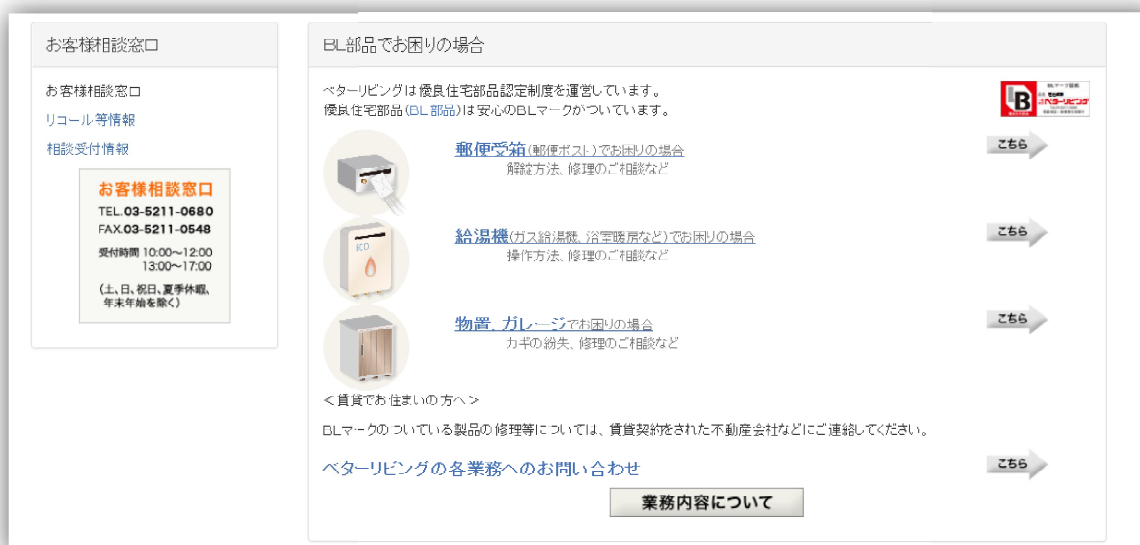 お客様相談窓口
お客様相談窓口
リコール等情報
相談受付情報
お客様相談窓口
TEL.03-5211-0680
FAX.03-5211-0548
受付時間 10:00～12:00
13:00～17:00
(土、日、祝日、夏季休暇、
年末年始を除く)
BL部品でお困りの場合
ベターリビングは優良住宅部品認定制度を運営しています。
優良住宅部品(BL部品)は安心のBLマークがついています。
BLマーク証紙
ベターリビング
郵便受箱(郵便ポスト)でお困りの場合
解錠方法、修理のご相談など
こちら
給湯機(ガス給湯機、浴室暖房など)でお困りの場合
操作方法、修理のご相談など
こちら
物置、ガレージでお困りの場合
カギの紛失、修理のご相談など
こちら
＜賃貸でお住まいの方へ＞
BLマークのついている製品の修理等については、賃貸契約をされた不動産会社などにご連絡してください。
ベターリビングの各業務へのお問い合わせ
こちら
業務内容について